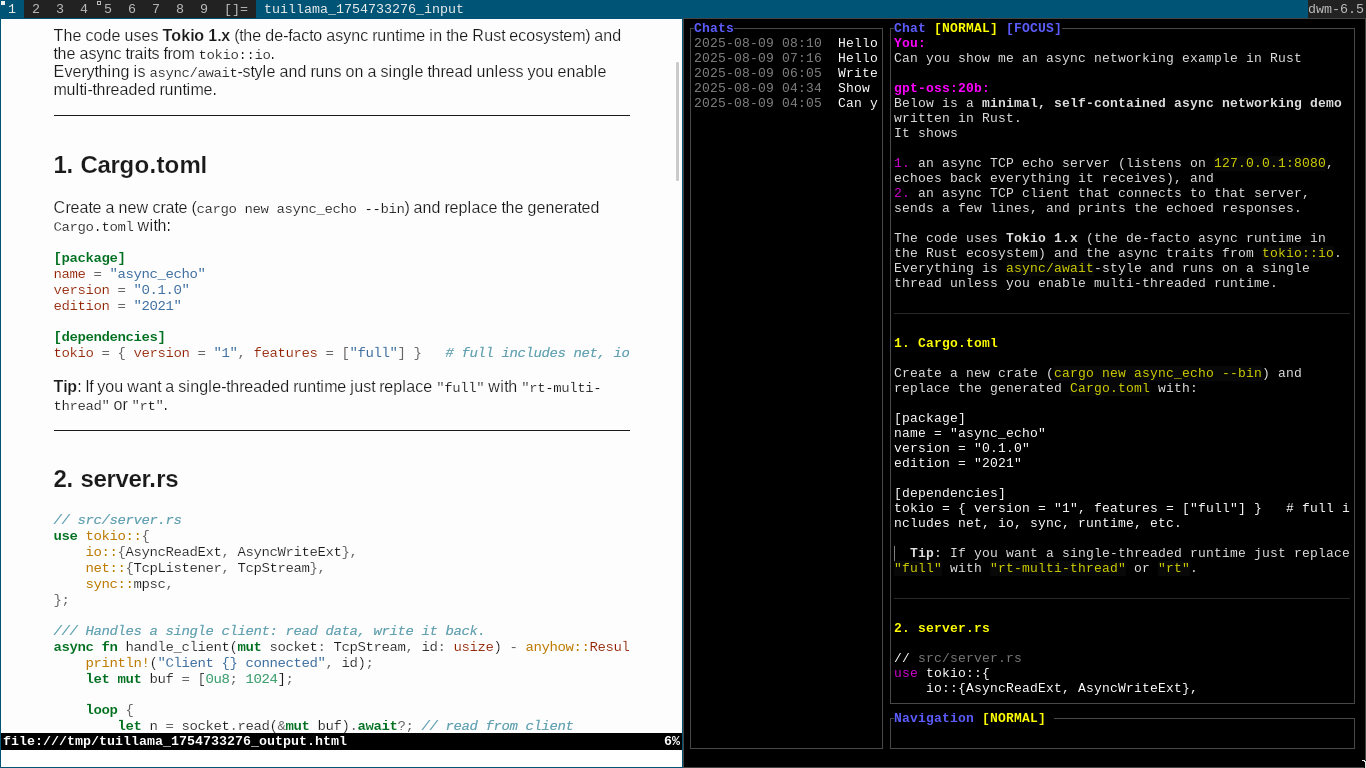 1 2 3 4 5 6 7 8 9 []= tuillama_1754733276_input dwm-6.5
The code uses Tokio 1.x (the de-facto async runtime in the Rust ecosystem) and
the async traits from tokio::io.
Everything is async/await-style and runs on a single thread unless you enable
multi-threaded runtime.
1. Cargo.toml
Create a new crate (cargo new async_echo --bin) and replace the generated
Cargo.toml with:
[package]
name = "async_echo"
version = "0.1.0"
edition = "2021"
[dependencies]
tokio = { version = "1", features = ["full"] }   # full includes net, io
Tip: If you want a single-threaded runtime just replace "full" with "rt-multi-
thread" or "rt".
2. server.rs
// src/server.rs
use tokio::{
    io::{AsyncReadExt, AsyncWriteExt},
    net::{TcpListener, TcpStream},
    sync::mpsc,
};
/// Handles a single client: read data, write it back.
async fn handle_client(mut socket: TcpStream, id: usize) - anyhow::Resul
    println!("Client {} connected", id);
    let mut buf = [0u8; 1024];
    loop {
        let n = socket.read(&mut buf).await?; // read from client
file:///tmp/tuillama_1754733276_output.html 6%
Chats
2025-08-09 08:10  Hello
2025-08-09 07:16  Hello
2025-08-09 06:05  Write
2025-08-09 04:34  Show
2025-08-09 04:05  Can y
Chat [NORMAL] [FOCUS]
You:
Can you show me an async networking example in Rust
gpt-oss:20b:
Below is a minimal, self-contained async networking demo
written in Rust.
It shows
1. an async TCP echo server (listens on 127.0.0.1:8080,
echoes back everything it receives), and
2. an async TCP client that connects to that server,
sends a few lines, and prints the echoed responses.
The code uses Tokio 1.x (the de-facto async runtime in
the Rust ecosystem) and the async traits from tokio::io.
Everything is async/await-style and runs on a single
thread unless you enable multi-threaded runtime.
1. Cargo.toml
Create a new crate (cargo new async_echo --bin) and
replace the generated Cargo.toml with:
[package]
name = "async_echo"
version = "0.1.0"
edition = "2021"
[dependencies]
tokio = { version = "1", features = ["full"] }   # full i
ncludes net, io, sync, runtime, etc.
Tip: If you want a single-threaded runtime just replace
"full" with "rt-multi-thread" or "rt".
2. server.rs
// src/server.rs
use tokio::{
    io::{AsyncReadExt, AsyncWriteExt},
Navigation [NORMAL]